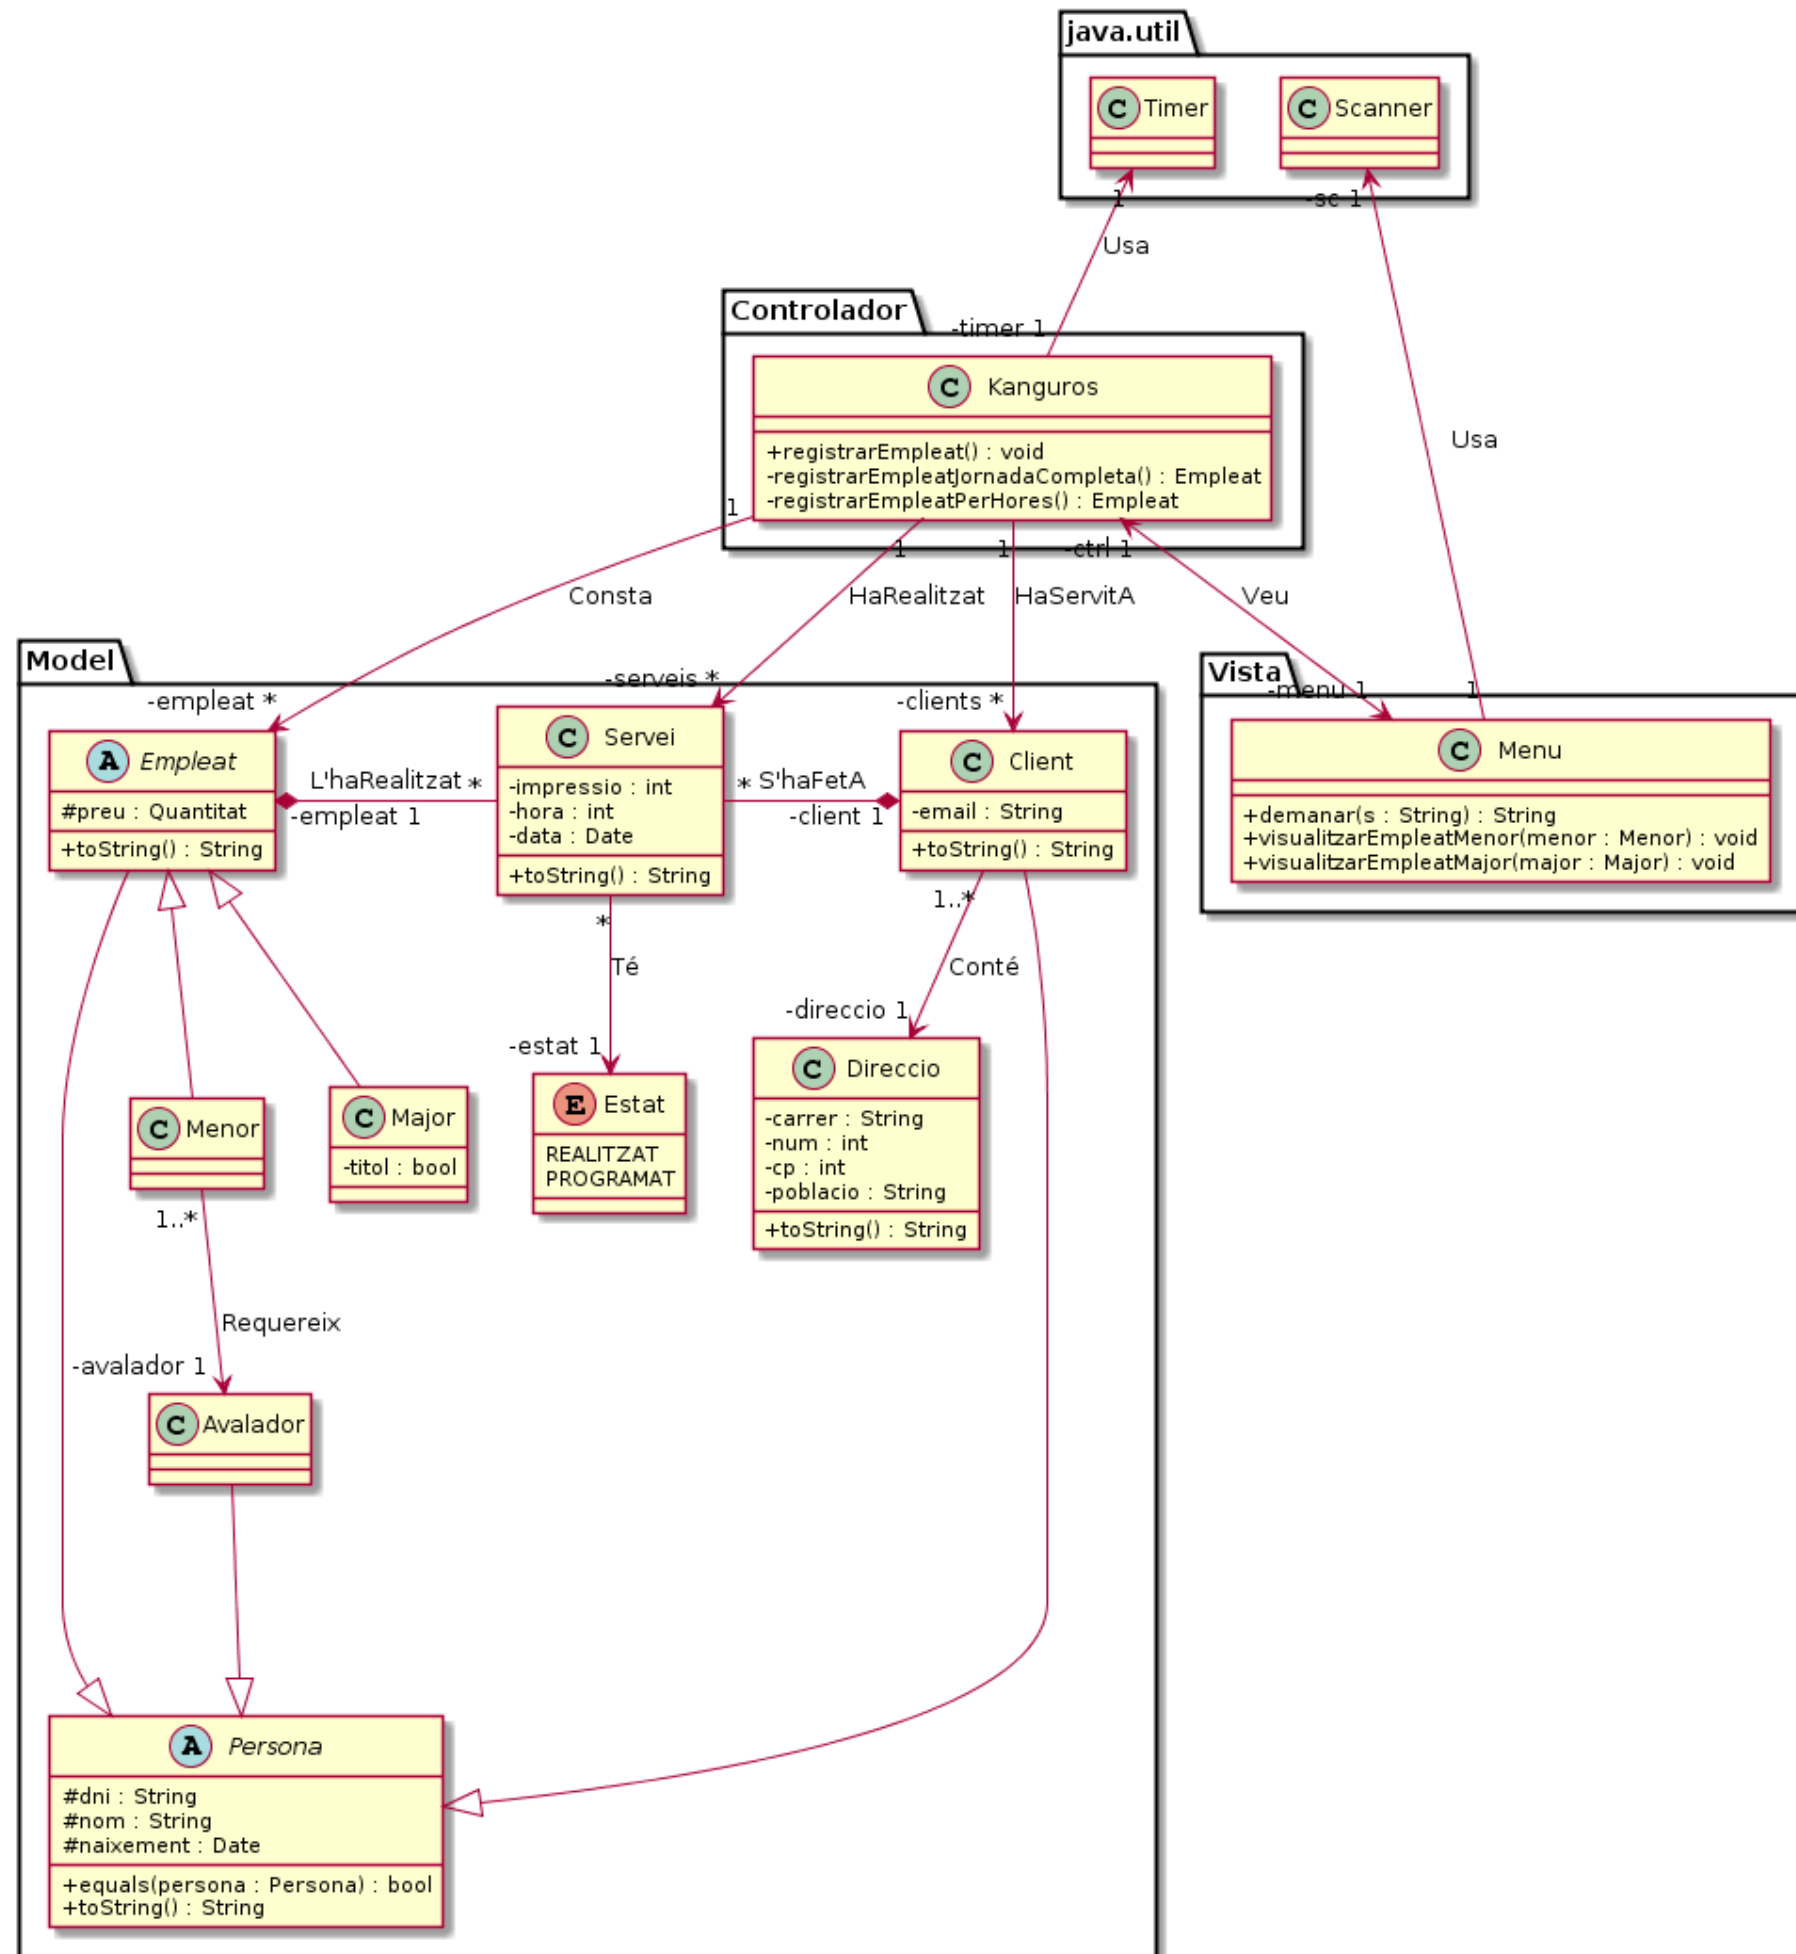 java.util
C Timer
C Scanner
1
-sc 1
Usa
Controlador
-timer 1
C Kanguros
+registrarEmpleat() : void
-registrarEmpleatJornadaCompleta() : Empleat
-registrarEmpleatPerHores() : Empleat
Usa
1
1
1
-ctrl 1
Consta
HaRealitzat
HaServitA
Veu
Model
Vista
-empleat *
-serveis *
-clients *
-menu 1
1
A Empleat
#preu : Quantitat
+toString() : String
L'haRealitzat *
-empleat 1
C Servei
-impressio : int
-hora : int
-data : Date
+toString() : String
* S'haFetA
-client 1
C Client
-email : String
+toString() : String
C Menu
+demanar(s : String) : String
+visualitzarEmpleatMenor(menor : Menor) : void
+visualitzarEmpleatMajor(major : Major) : void
*
Té
-estat 1
1..*
Conté
-direccio 1
C Menor
C Major
-titol : bool
E Estat
REALITZAT
PROGRAMAT
C Direccio
-carrer : String
-num : int
-cp : int
-poblacio : String
+toString() : String
1..*
Requereix
-avalador 1
C Avalador
A Persona
#dni : String
#nom : String
#naixement : Date
+equals(persona : Persona) : bool
+toString() : String